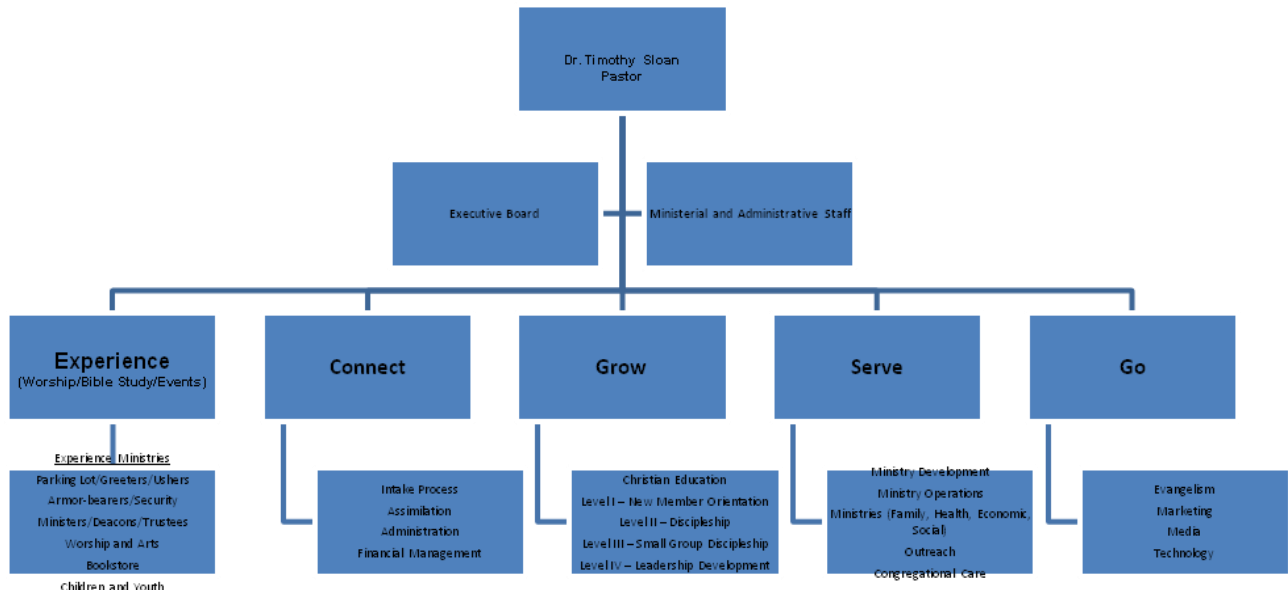 Dr. Timothy Sloan
Pastor
Executive Board
Ministerial and Administrative Staff
Experience
(Worship/Bible Study/Events)
Connect
Grow
Serve
Go
Experience Ministries
Parking Lot/Greeters/Ushers
Armor-bearers/Security
Ministers/Deacons/Trustees
Worship and Arts
Bookstore
Children and Youth
Intake Process
Assimilation
Administration
Financial Management
Christian Education
Level I – New Member Orientation
Level II – Discipleship
Level III – Small Group Discipleship
Level IV – Leadership Development
Ministry Development
Ministry Operations
Ministries (Family, Health, Economic,
Social)
Outreach
Congregational Care
Evangelism
Marketing
Media
Technology